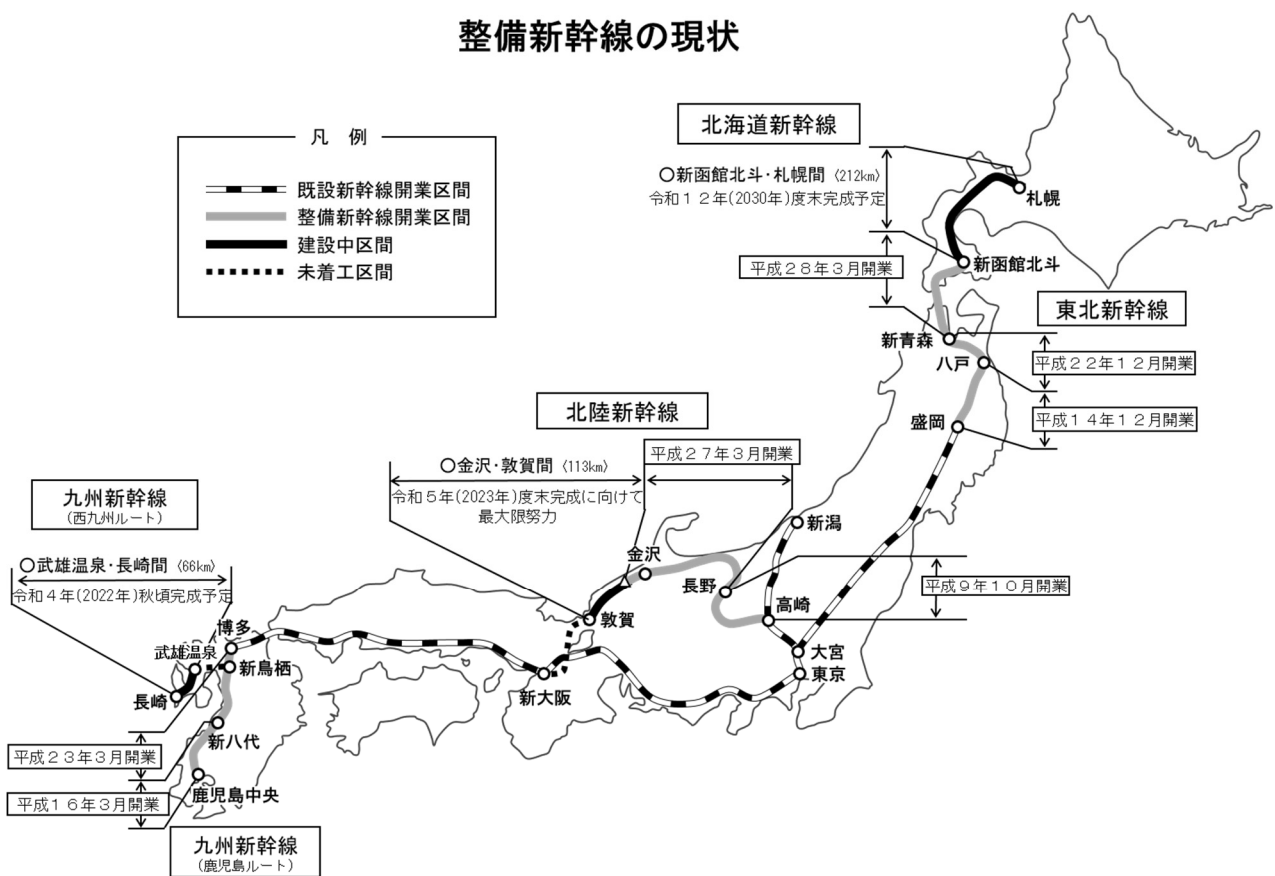 整備新幹線の現状
凡 例
既設新幹線開業区間
整備新幹線開業区間
建設中区間
未着工区間
北海道新幹線
○新函館北斗・札幌間〈212km〉
令和１２年(2030年)度末完成予定
札幌
平成２８年３月開業
新函館北斗
東北新幹線
新青森
八戸
平成２２年１２月開業
盛岡
平成１４年１２月開業
北陸新幹線
平成２７年３月開業
○金沢・敦賀間〈113km〉
令和５年(2023年)度末完成に向けて
最大限努力
新潟
金沢
長野
高崎
平成９年１０月開業
敦賀
大宮
東京
新大阪
九州新幹線
（西九州ルート）
○武雄温泉・長崎間〈66km〉
令和４年(2022年)秋頃完成予定
博多
武雄温泉
新鳥栖
長崎
新八代
平成２３年３月開業
鹿児島中央
平成１６年３月開業
九州新幹線
（鹿児島ルート）